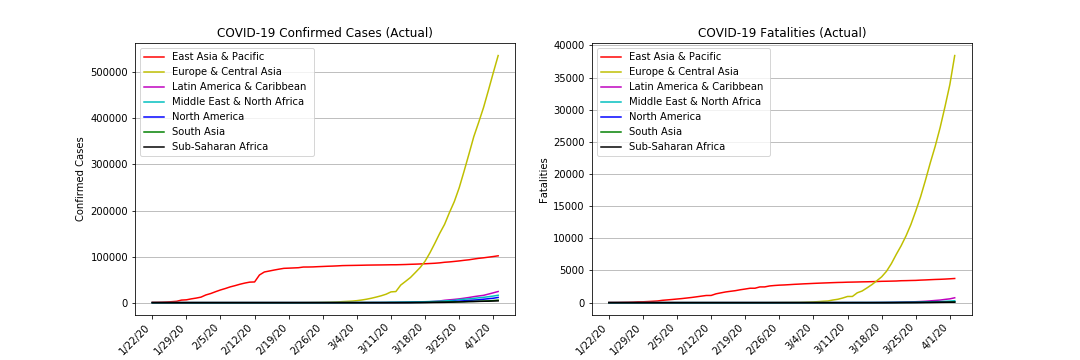 COVID-19 Confirmed Cases (Actual)
Confirmed Cases
500000
400000
300000
200000
100000
0
East Asia & Pacific
Europe & Central Asia
Latin America & Caribbean
Middle East & North Africa
North America
South Asia
Sub-Saharan Africa
1/22/20
1/29/20
2/5/20
2/12/20
2/19/20
2/26/20
3/4/20
3/11/20
3/18/20
3/25/20
4/1/20
COVID-19 Fatalities (Actual)
Fatalities
40000
35000
30000
25000
20000
15000
10000
5000
0
East Asia & Pacific
Europe & Central Asia
Latin America & Caribbean
Middle East & North Africa
North America
South Asia
Sub-Saharan Africa
1/22/20
1/29/20
2/5/20
2/12/20
2/19/20
2/26/20
3/4/20
3/11/20
3/18/20
3/25/20
4/1/20